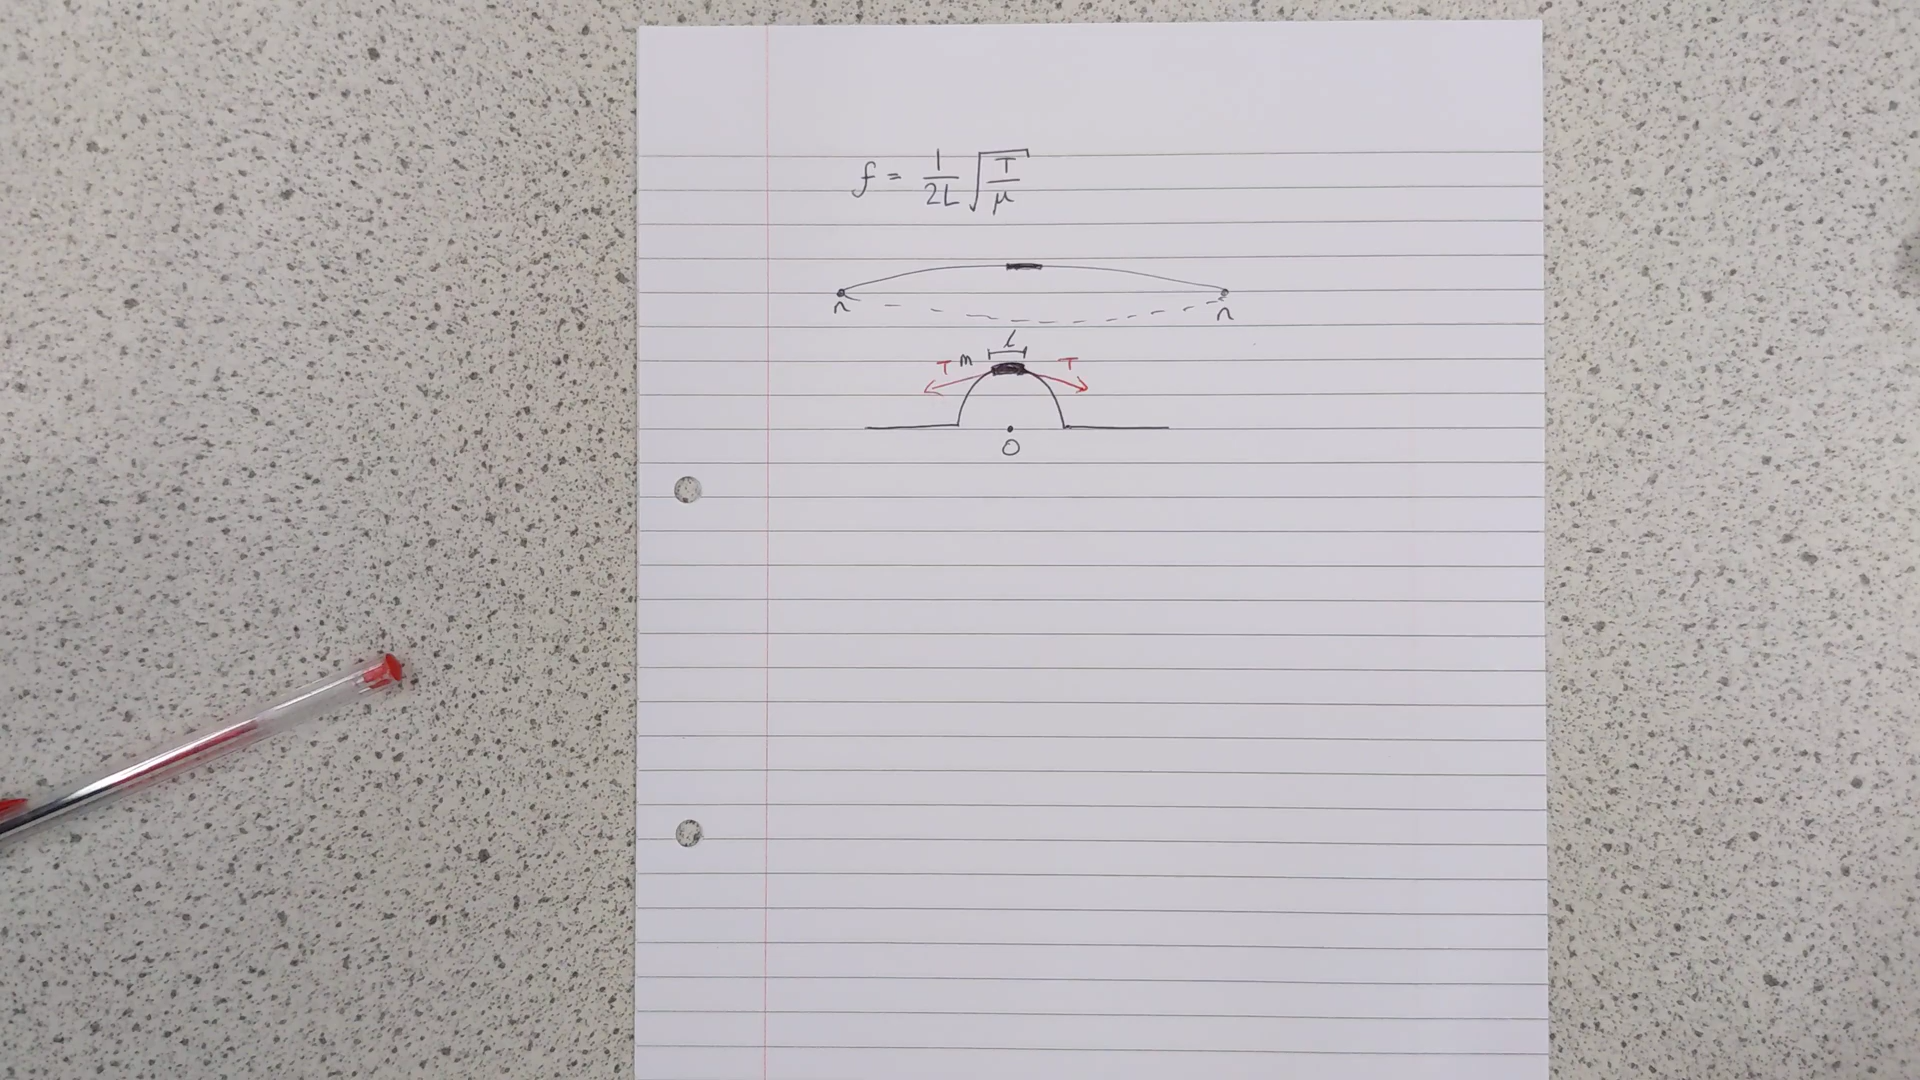 f = 1/2L √T/μ
n n
l
T m T
O